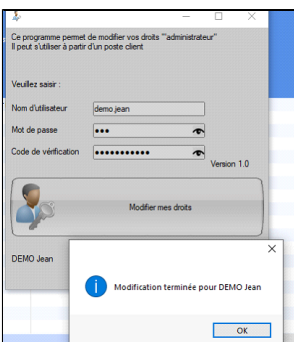 Ce programme permet de modifier vos droits ""administrateur"
Il peut s'utiliser à partir d'un poste client
Veuillez saisir :
Nom d'utilisateur
demo.jean
Mot de passe
•••
Code de vérification
•••••••••••
Version 1.0
Modifier mes droits
DEMO Jean
Modification terminée pour DEMO Jean
OK